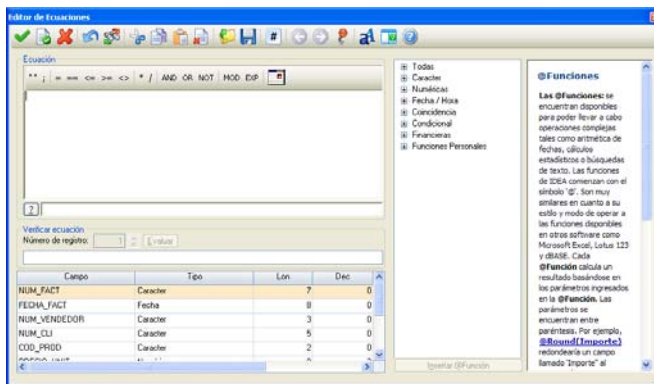 Editor de Ecuaciones
Ecuación
"" ; = == <= >= <> * / AND OR NOT MOD EXP
?
Verificar ecuación
Número de registro: 1 Evaluar
Campo Tipo Lon Dec
NUM_FACT Caracter 7 0
FECHA_FACT Fecha 8 0
NUM_VENDEDOR Caracter 3 0
NUM_CLI Caracter 5 0
COD_PROD Caracter 2 0
Todas
Caracter
Numéricas
Fecha / Hora
Coincidencia
Condicional
Financieras
Funciones Personales
Insertar @Función
@Funciones
Las @Funciones: se
encuentran disponibles
para poder llevar a cabo
operaciones complejas
tales como aritmética de
fechas, cálculos
estadísticos o búsquedas
de texto. Las funciones
de IDEA comienzan con el
símbolo '@'. Son muy
similares en cuanto a su
estilo y modo de operar a
las funciones disponibles
en otros software como
Microsoft Excel, Lotus 123
y dBASE. Cada
@Función calcula un
resultado basándose en
los parámetros ingresados
en la @Función. Los
parámetros se
encuentran entre
paréntesis. Por ejemplo,
@Round(Importe)
redondearía un campo
llamado "Importe" al